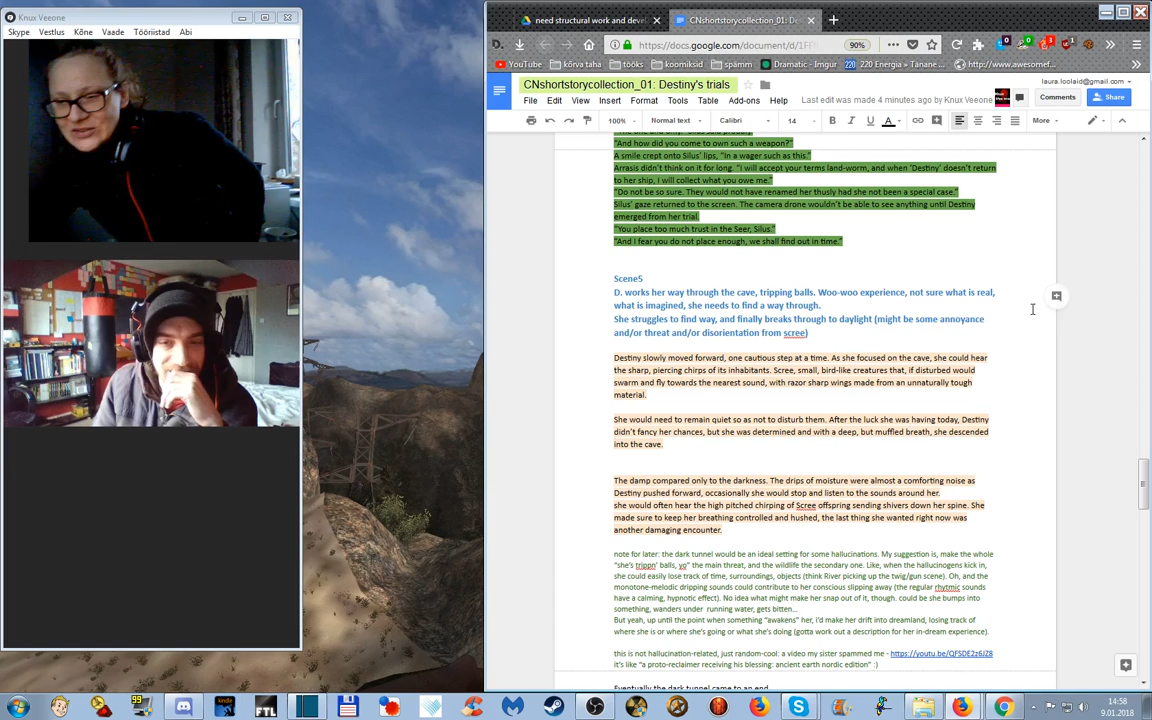 Knux Veeone
Skype Vestlus Kõne Vaade Tööriistad Abi
need structural work and deve
CNshortstorycollection_01: De
https://docs.google.com/document/d/1FF
90%
YouTube kõrva taha tööks koomiksid spämm Dramatic - Imgur 220 Energia » Tänane http://www.awesomef
CNshortstorycollection_01: Destiny's trials
laura.loolaid@gmail.com
File Edit View Insert Format Tools Table Add-ons Help Last edit was made 4 minutes ago by Knux Veeone
Comments Share
100% Normal text Calibri 14 More
"And how did you come to own such a weapon?"
A smile crept onto Silus' lips, "In a wager such as this."
Arrasis didn't think on it for long. "I will accept your terms land-worm, and when 'Destiny' doesn't return
to her ship, I will collect what you owe me."
"Do not be so sure. They would not have renamed her thusly had she not been a special case."
Silus' gaze returned to the screen. The camera drone wouldn't be able to see anything until Destiny
emerged from her trial.
"You place too much trust in the Seer, Silus."
"And I fear you do not place enough, we shall find out in time."
Scene5
D. works her way through the cave, tripping balls. Woo-woo experience, not sure what is real,
what is imagined, she needs to find a way through.
She struggles to find way, and finally breaks through to daylight (might be some annoyance
and/or threat and/or disorientation from scree)
Destiny slowly moved forward, one cautious step at a time. As she focused on the cave, she could hear
the sharp, piercing chirps of its inhabitants. Scree, small, bird-like creatures that, if disturbed would
swarm and fly towards the nearest sound, with razor sharp wings made from an unnaturally tough
material.
She would need to remain quiet so as not to disturb them. After the luck she was having today, Destiny
didn't fancy her chances, but she was determined and with a deep, but muffled breath, she descended
into the cave.
The damp compared only to the darkness. The drips of moisture were almost a comforting noise as
Destiny pushed forward, occasionally she would stop and listen to the sounds around her.
she would often hear the high pitched chirping of Scree offspring sending shivers down her spine. She
made sure to keep her breathing controlled and hushed, the last thing she wanted right now was
another damaging encounter.
note for later: the dark tunnel would be an ideal setting for some hallucinations. My suggestion is, make the whole
"she's trippn' balls, yo" the main threat, and the wildlife the secondary one. Like, when the hallucinogens kick in,
she could easily lose track of time, surroundings, objects (think River picking up the twig/gun scene). Oh, and the
monotone-melodic dripping sounds could contribute to her conscious slipping away (the regular rhytmic sounds
have a calming, hypnotic effect). No idea what might make her snap out of it, though. could be she bumps into
something, wanders under running water, gets bitten...
But yeah, up until the point when something "awakens" her, i'd make her drift into dreamland, losing track of
where she is or where she's going or what she's doing (gotta work out a description for her in-dream experience).
this is not hallucination-related, just random-cool: a video my sister spammed me - https://youtu.be/QFSDE2z6JZ8
it's like "a proto-reclaimer receiving his blessing: ancient earth nordic edition" :)
Eventually the dark tunnel came to an end
99
kindle
FTL
14:58
9.01.2018